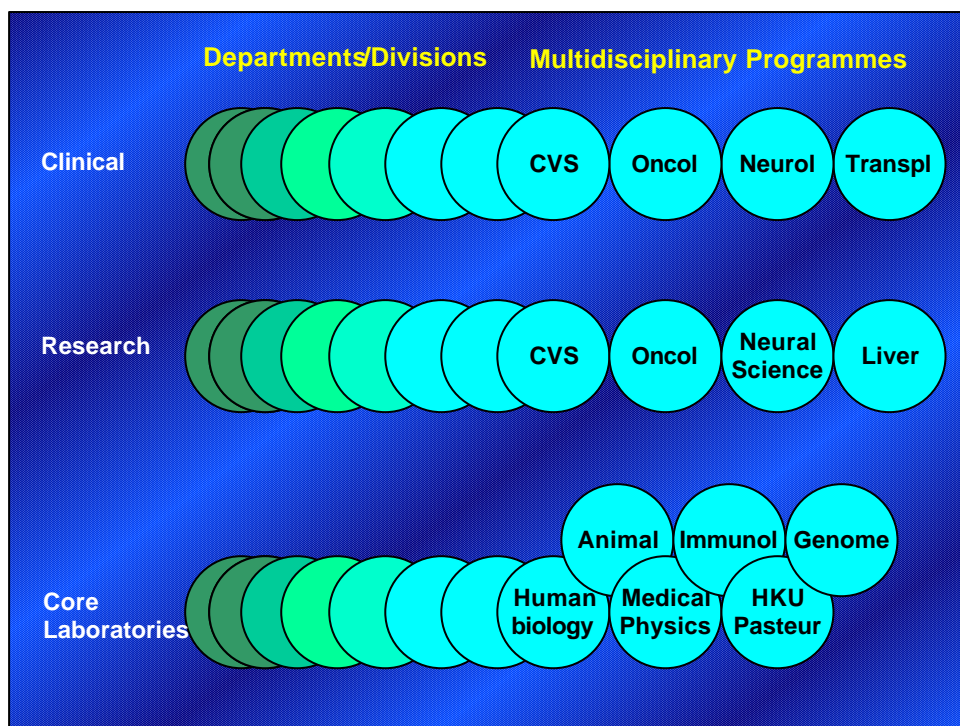 Departments/Divisions
Multidisciplinary Programmes
Clinical
CVS
Oncol
Neurol
Transpl
Research
CVS
Oncol
Neural
Science
Liver
Animal
Immunol
Genome
Core
Laboratories
Human
biology
Medical
Physics
HKU
Pasteur